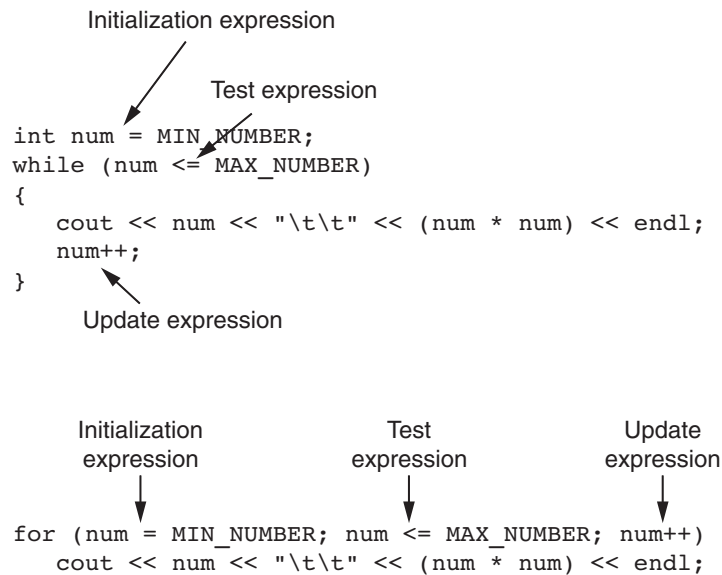 Initialization expression
Test expression
int num = MIN_NUMBER;
while (num <= MAX_NUMBER)
{
   cout << num << "\t\t" << (num * num) << endl;
   num++;
}
Update expression
Initialization expression
Test expression
Update expression
for (num = MIN_NUMBER; num <= MAX_NUMBER; num++)
   cout << num << "\t\t" << (num * num) << endl;